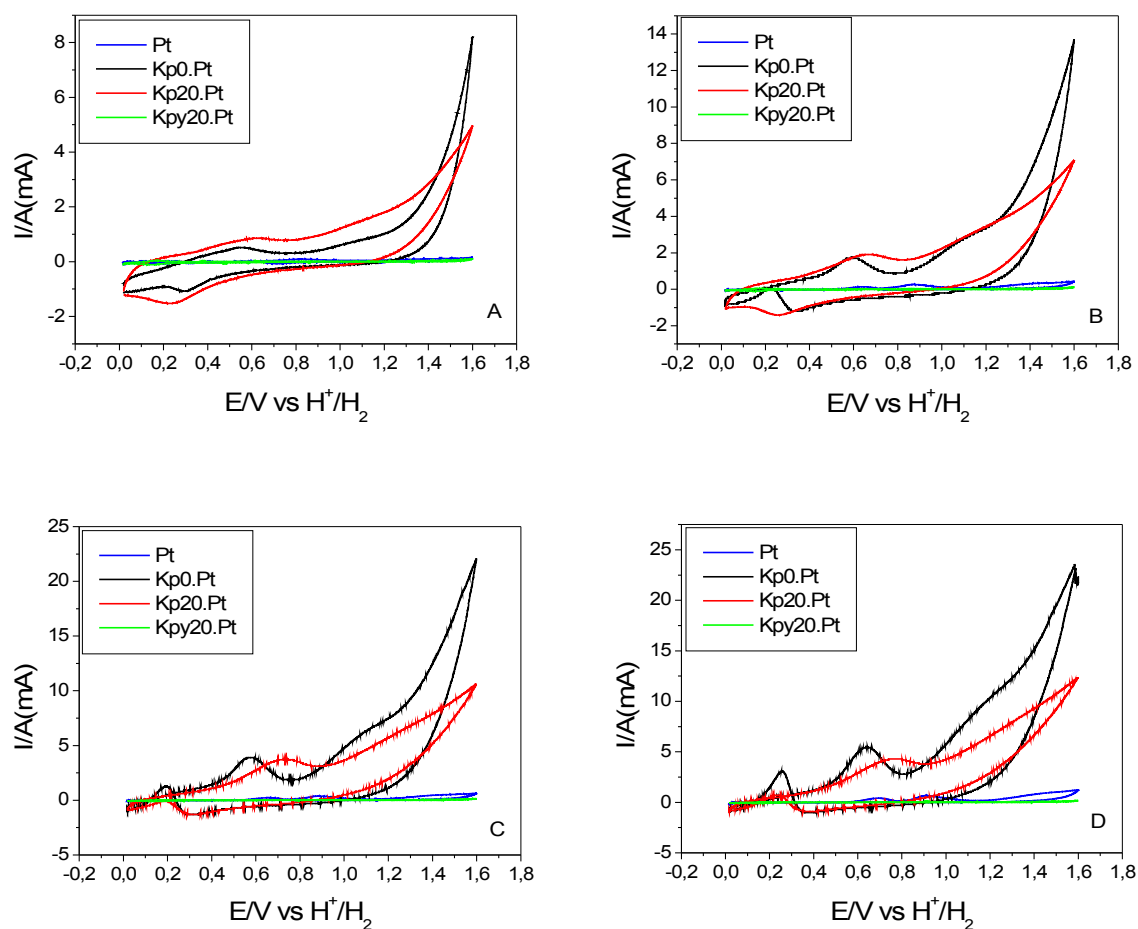 8
6
4
2
0
-2
I/A(mA)
Pt
Kp0.Pt
Kp20.Pt
Kpy20.Pt
A
-0,2 0,0 0,2 0,4 0,6 0,8 1,0 1,2 1,4 1,6 1,8
E/V vs H⁺/H₂
14
12
10
8
6
4
2
0
-2
I/A(mA)
Pt
Kp0.Pt
Kp20.Pt
Kpy20.Pt
B
-0,2 0,0 0,2 0,4 0,6 0,8 1,0 1,2 1,4 1,6 1,8
E/V vs H⁺/H₂
25
20
15
10
5
0
-5
I/A(mA)
Pt
Kp0.Pt
Kp20.Pt
Kpy20.Pt
C
-0,2 0,0 0,2 0,4 0,6 0,8 1,0 1,2 1,4 1,6 1,8
E/V vs H⁺/H₂
25
20
15
10
5
0
-5
I/A(mA)
Pt
Kp0.Pt
Kp20.Pt
Kpy20.Pt
D
-0,2 0,0 0,2 0,4 0,6 0,8 1,0 1,2 1,4 1,6 1,8
E/V vs H⁺/H₂